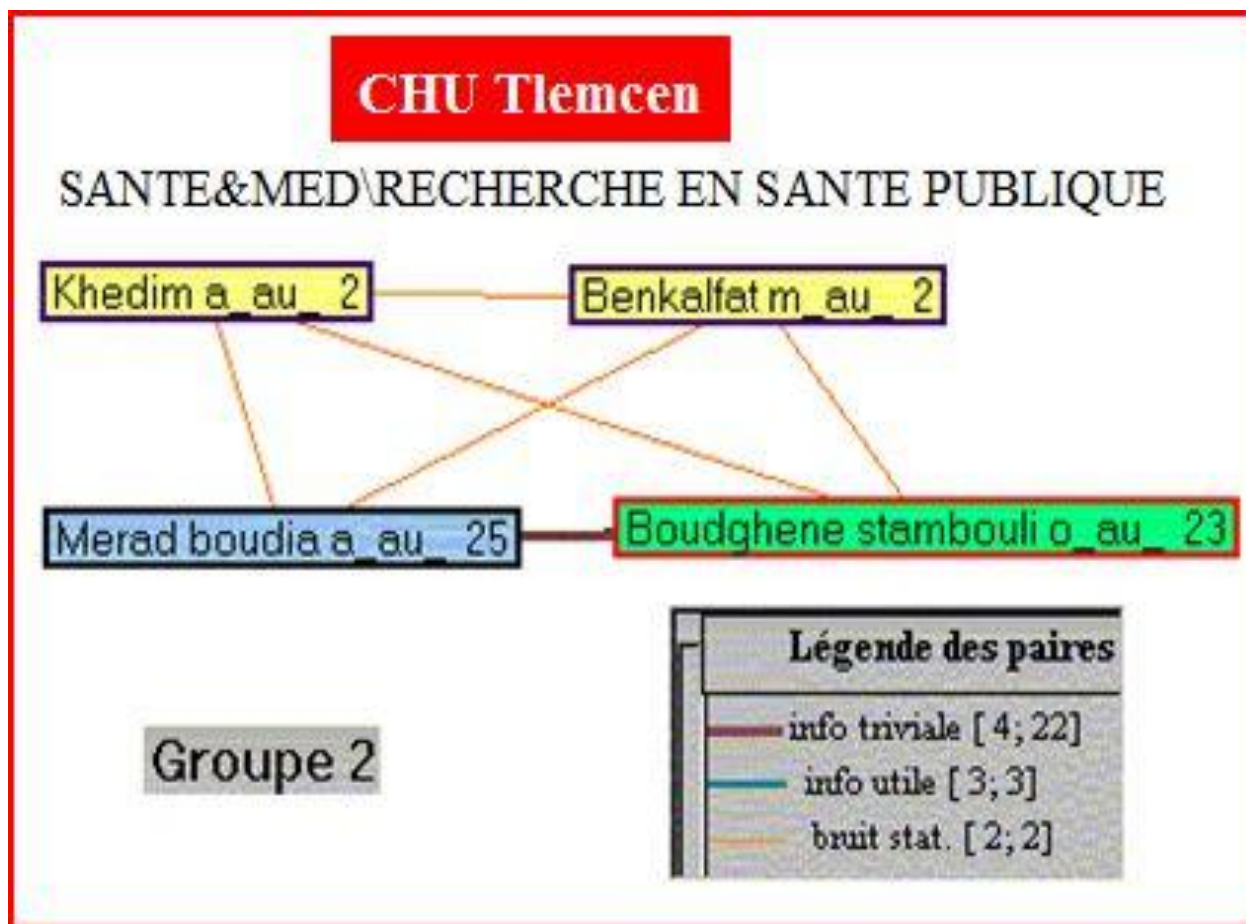 CHU Tlemcen
SANTE&MED\RECHERCHE EN SANTE PUBLIQUE
Khedim a_au_ 2
Benkalfat m_au_ 2
Merad boudia a_au_ 25
Boudghene stambouli o_au_ 23
Légende des paires
info triviale [ 4; 22]
info utile [ 3; 3]
bruit stat. [ 2; 2]
Groupe 2